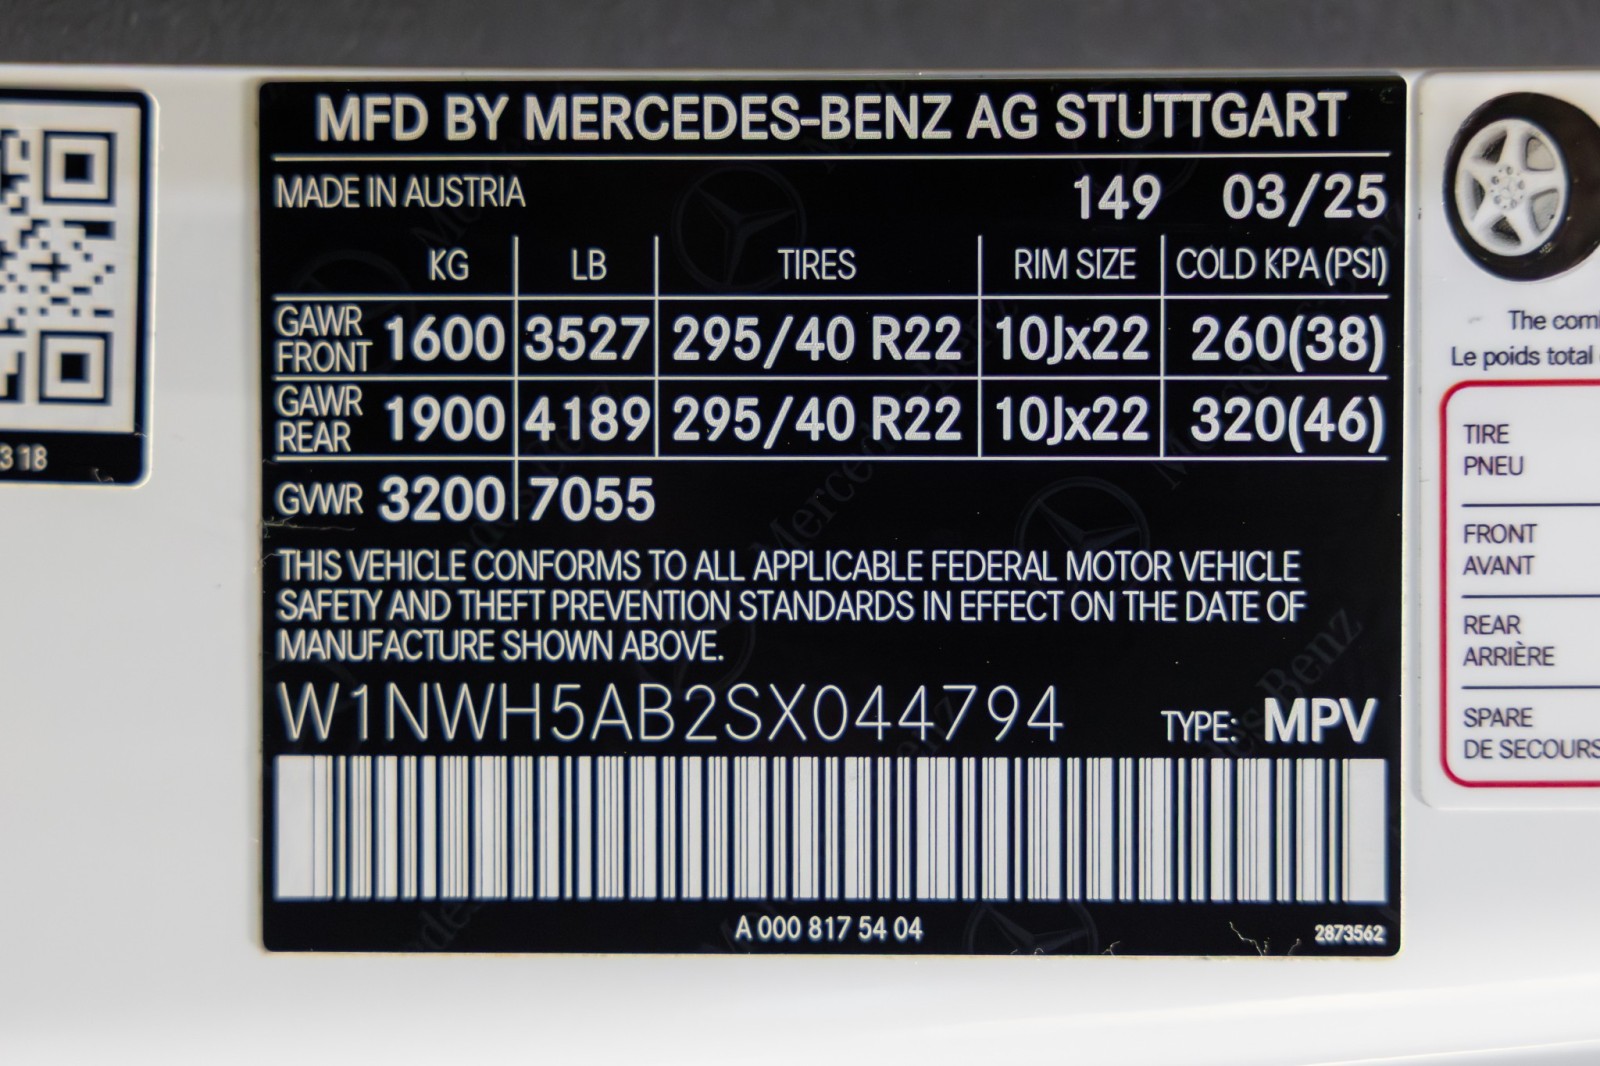 MFD BY MERCEDES-BENZ AG STUTTGART
MADE IN AUSTRIA 149 03/25
KG LB TIRES RIM SIZE COLD KPA (PSI)
GAWR FRONT 1600 3527 295/40 R22 10Jx22 260(38)
GAWR REAR 1900 4189 295/40 R22 10Jx22 320(46)
GVWR 3200 7055
THIS VEHICLE CONFORMS TO ALL APPLICABLE FEDERAL MOTOR VEHICLE
SAFETY AND THEFT PREVENTION STANDARDS IN EFFECT ON THE DATE OF
MANUFACTURE SHOWN ABOVE.
W1NWH5AB2SX044794 TYPE: MPV
A 000 817 54 04 2873562
318
The
Le poids total
TIRE
PNEU
FRONT
AVANT
REAR
ARRIÈRE
SPARE
DE SECOURS